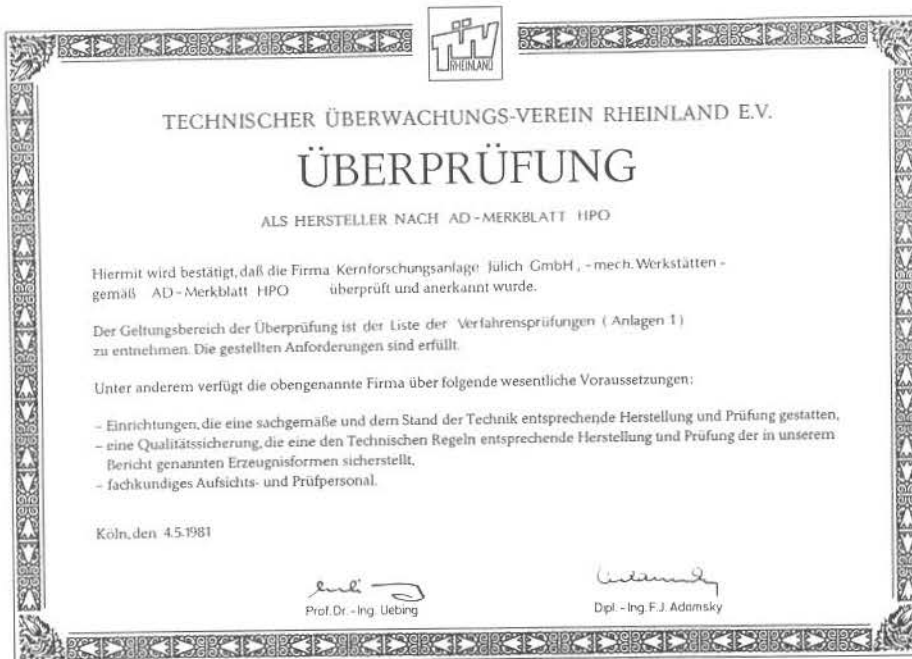 TÜV
RHEINLAND
TECHNISCHER ÜBERWACHUNGS-VEREIN RHEINLAND E.V.
ÜBERPRÜFUNG
ALS HERSTELLER NACH AD-MERKBLATT HPO
Hiermit wird bestätigt, daß die Firma Kernforschungsanlage Jülich GmbH, - mech. Werkstätten -
gemäß AD-Merkblatt HPO überprüft und anerkannt wurde.
Der Geltungsbereich der Überprüfung ist der Liste der Verfahrensprüfungen ( Anlagen 1 )
zu entnehmen. Die gestellten Anforderungen sind erfüllt.
Unter anderem verfügt die obengenannte Firma über folgende wesentliche Voraussetzungen:
– Einrichtungen, die eine sachgemäße und dem Stand der Technik entsprechende Herstellung und Prüfung gestatten,
– eine Qualitätssicherung, die eine den Technischen Regeln entsprechende Herstellung und Prüfung der in unserem
Bericht genannten Erzeugnisformen sicherstellt,
– fachkundiges Aufsichts- und Prüfpersonal.
Köln, den 4.5.1981
Prof. Dr. - Ing. Uebing
Dipl. - Ing. F. J. Adamsky